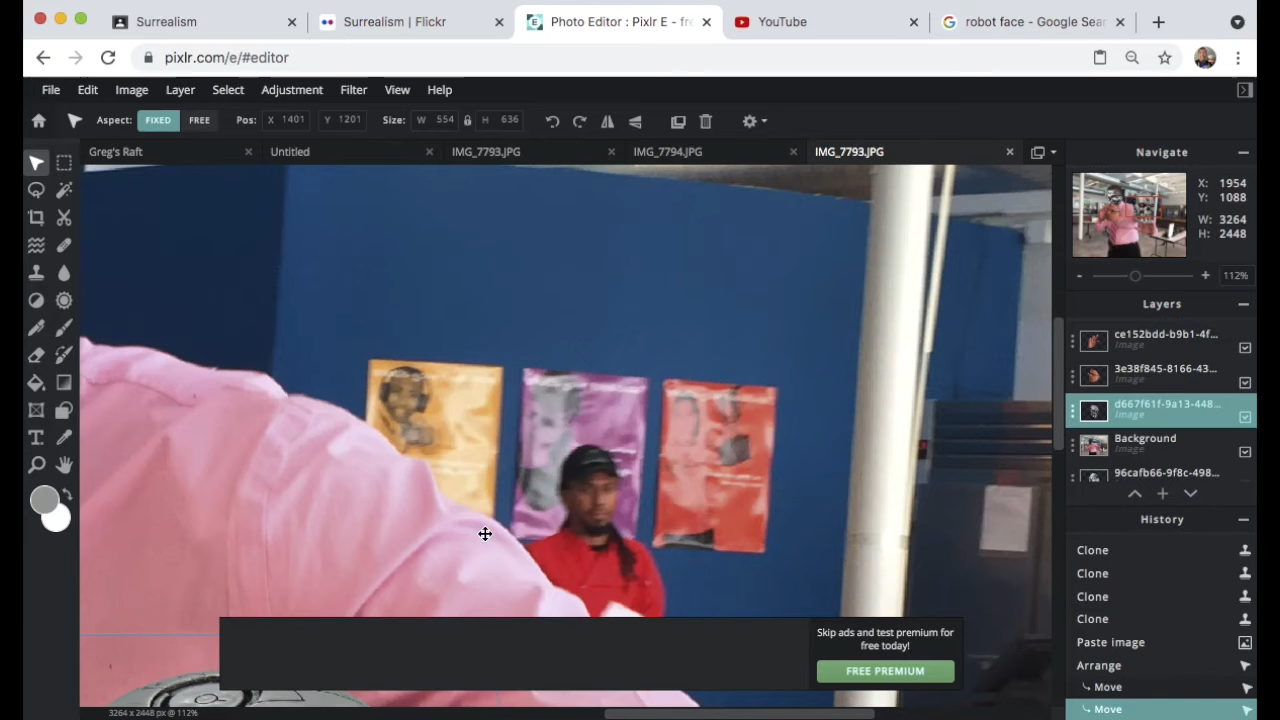 Surrealism
Surrealism | Flickr
Photo Editor : Pixlr E - fre
YouTube
robot face - Google Sear
pixlr.com/e/#editor
File Edit Image Layer Select Adjustment Filter View Help
Aspect: FIXED FREE Pos: X 1401 Y 1201 Size: W 554 H 636
Greg's Raft
Untitled
IMG_7793.JPG
IMG_7794.JPG
IMG_7793.JPG
Navigate
X: 1954
Y: 1088
W: 3264
H: 2448
- + 112%
Layers
ce152bdd-b9b1-4f...
Image
3e38f845-8166-43...
Image
d667f61f-9a13-448...
Image
Background
Image
96cafb66-9f8c-498...
History
Clone
Clone
Clone
Clone
Paste image
Arrange
Move
Move
Skip ads and test premium for
free today!
FREE PREMIUM
3264 x 2448 px @ 112%